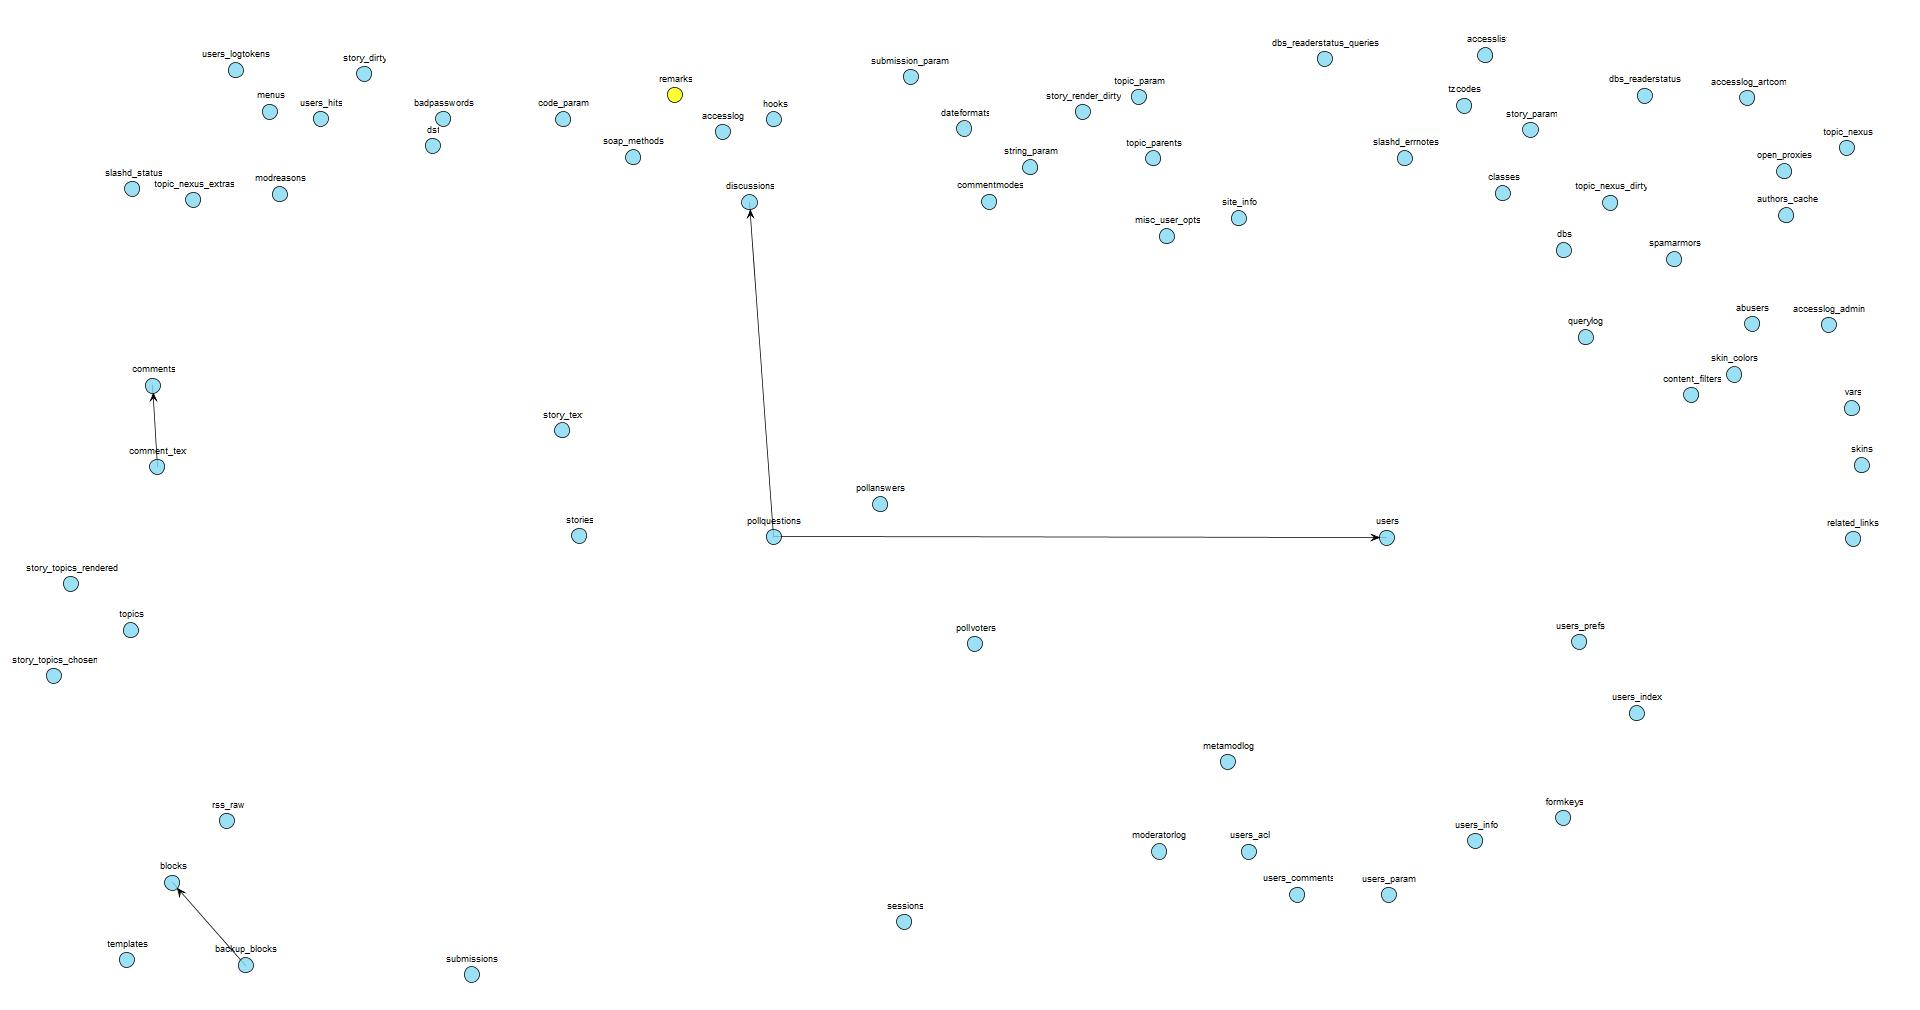 dbs_readerstatus_queries
accesslis
users_logtokens
story_dirty
submission_param
remarks
topic_param
dbs_readerstatus
accesslog_artcom
tzcodes
menus
users_hits
badpasswords
code_param
hooks
story_render_dirty
accesslog
dateformats
story_param
dst
topic_nexus
soap_methods
string_param
topic_parents
slashd_errnotes
open_proxies
slashd_status
topic_nexus_extras
modreasons
discussions
commentmodes
classes
topic_nexus_dirty
site_info
authors_cache
misc_user_opts
dbs
spamarmors
abusers
accesslog_admin
querylog
skin_colors
comments
content_filters
vars
story_tex
comment_tex
skins
pollanswers
stories
pollquestions
users
related_links
story_topics_rendered
topics
pollvoters
users_prefs
story_topics_chosen
users_index
metamodlog
rss_raw
formkeys
users_info
moderatorlog
users_acl
blocks
users_comments
users_param
sessions
templates
backup_blocks
submissions